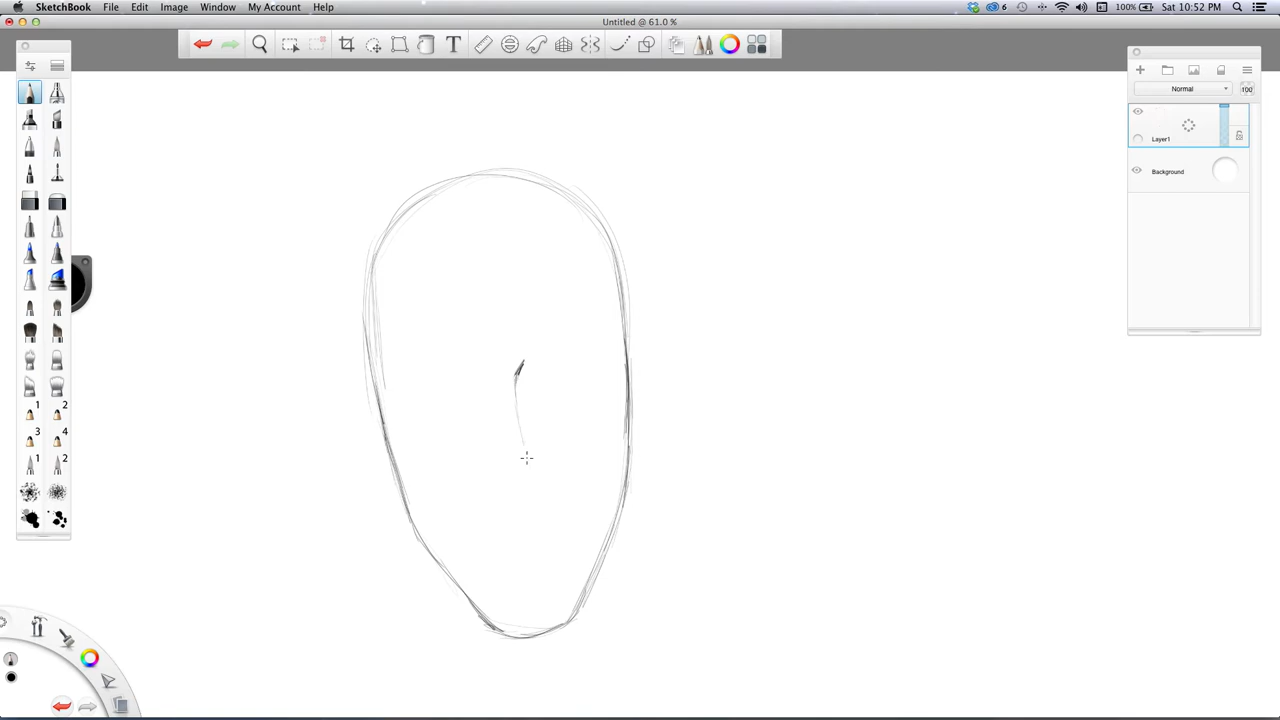 SketchBook File Edit Image Window My Account Help 6 100% Sat 10:52 PM
Untitled @ 61.0 %
T
Normal 100
Layer1
Background
1 2
3 4
1 2